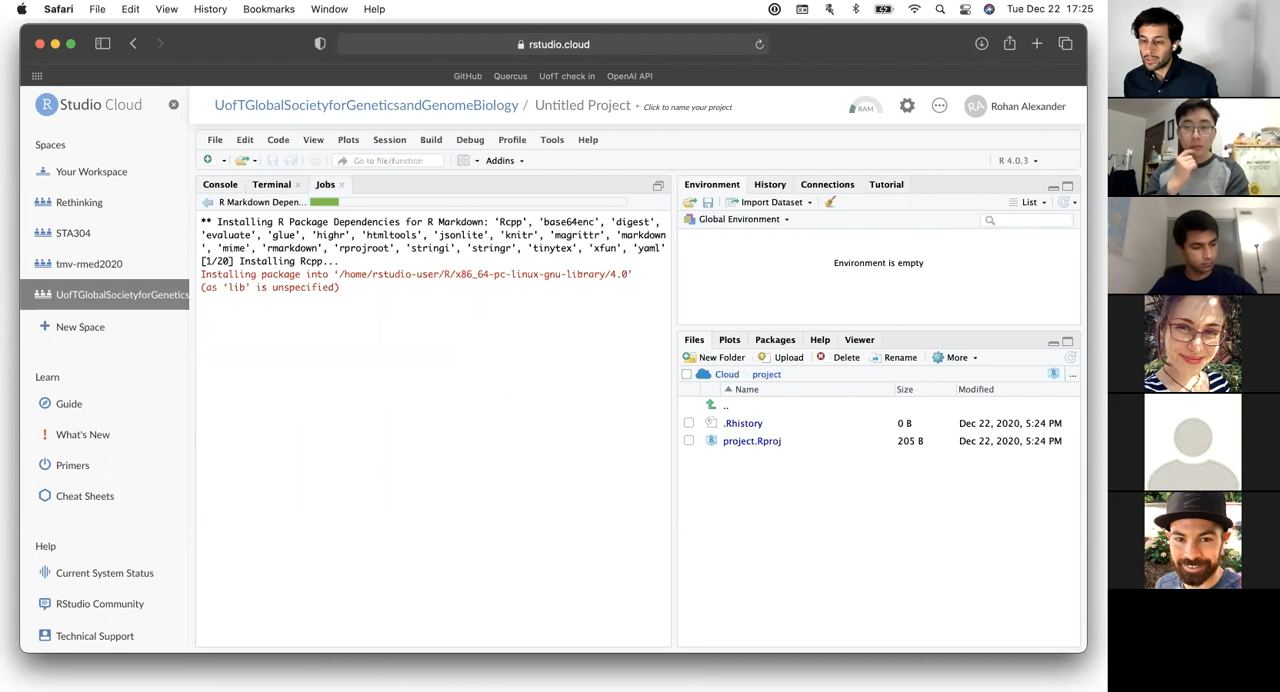 Safari File Edit View History Bookmarks Window Help Tue Dec 22 17:25
rstudio.cloud
GitHub Quercus UofT check in OpenAI API
R Studio Cloud
UofTGlobalSocietyforGeneticsandGenomeBiology / Untitled Project • Click to name your project
RAM
RA Rohan Alexander
Spaces
Your Workspace
Rethinking
STA304
tmv-rmed2020
UofTGlobalSocietyforGenetics
New Space
Learn
Guide
What's New
Primers
Cheat Sheets
Help
Current System Status
RStudio Community
Technical Support
File Edit Code View Plots Session Build Debug Profile Tools Help
Go to file/function Addins R 4.0.3
Console Terminal Jobs
R Markdown Depen...
** Installing R Package Dependencies for R Markdown: 'Rcpp', 'base64enc', 'digest',
'evaluate', 'glue', 'highr', 'htmltools', 'jsonlite', 'knitr', 'magrittr', 'markdown
', 'mime', 'rmarkdown', 'rprojroot', 'stringi', 'stringr', 'tinytex', 'xfun', 'yaml'
[1/20] Installing Rcpp...
Installing package into ‘/home/rstudio-user/R/x86_64-pc-linux-gnu-library/4.0’
(as ‘lib’ is unspecified)
Environment History Connections Tutorial
Import Dataset List
Global Environment
Environment is empty
Files Plots Packages Help Viewer
New Folder Upload Delete Rename More
Cloud project ...
Name Size Modified
..
.Rhistory 0 B Dec 22, 2020, 5:24 PM
project.Rproj 205 B Dec 22, 2020, 5:24 PM